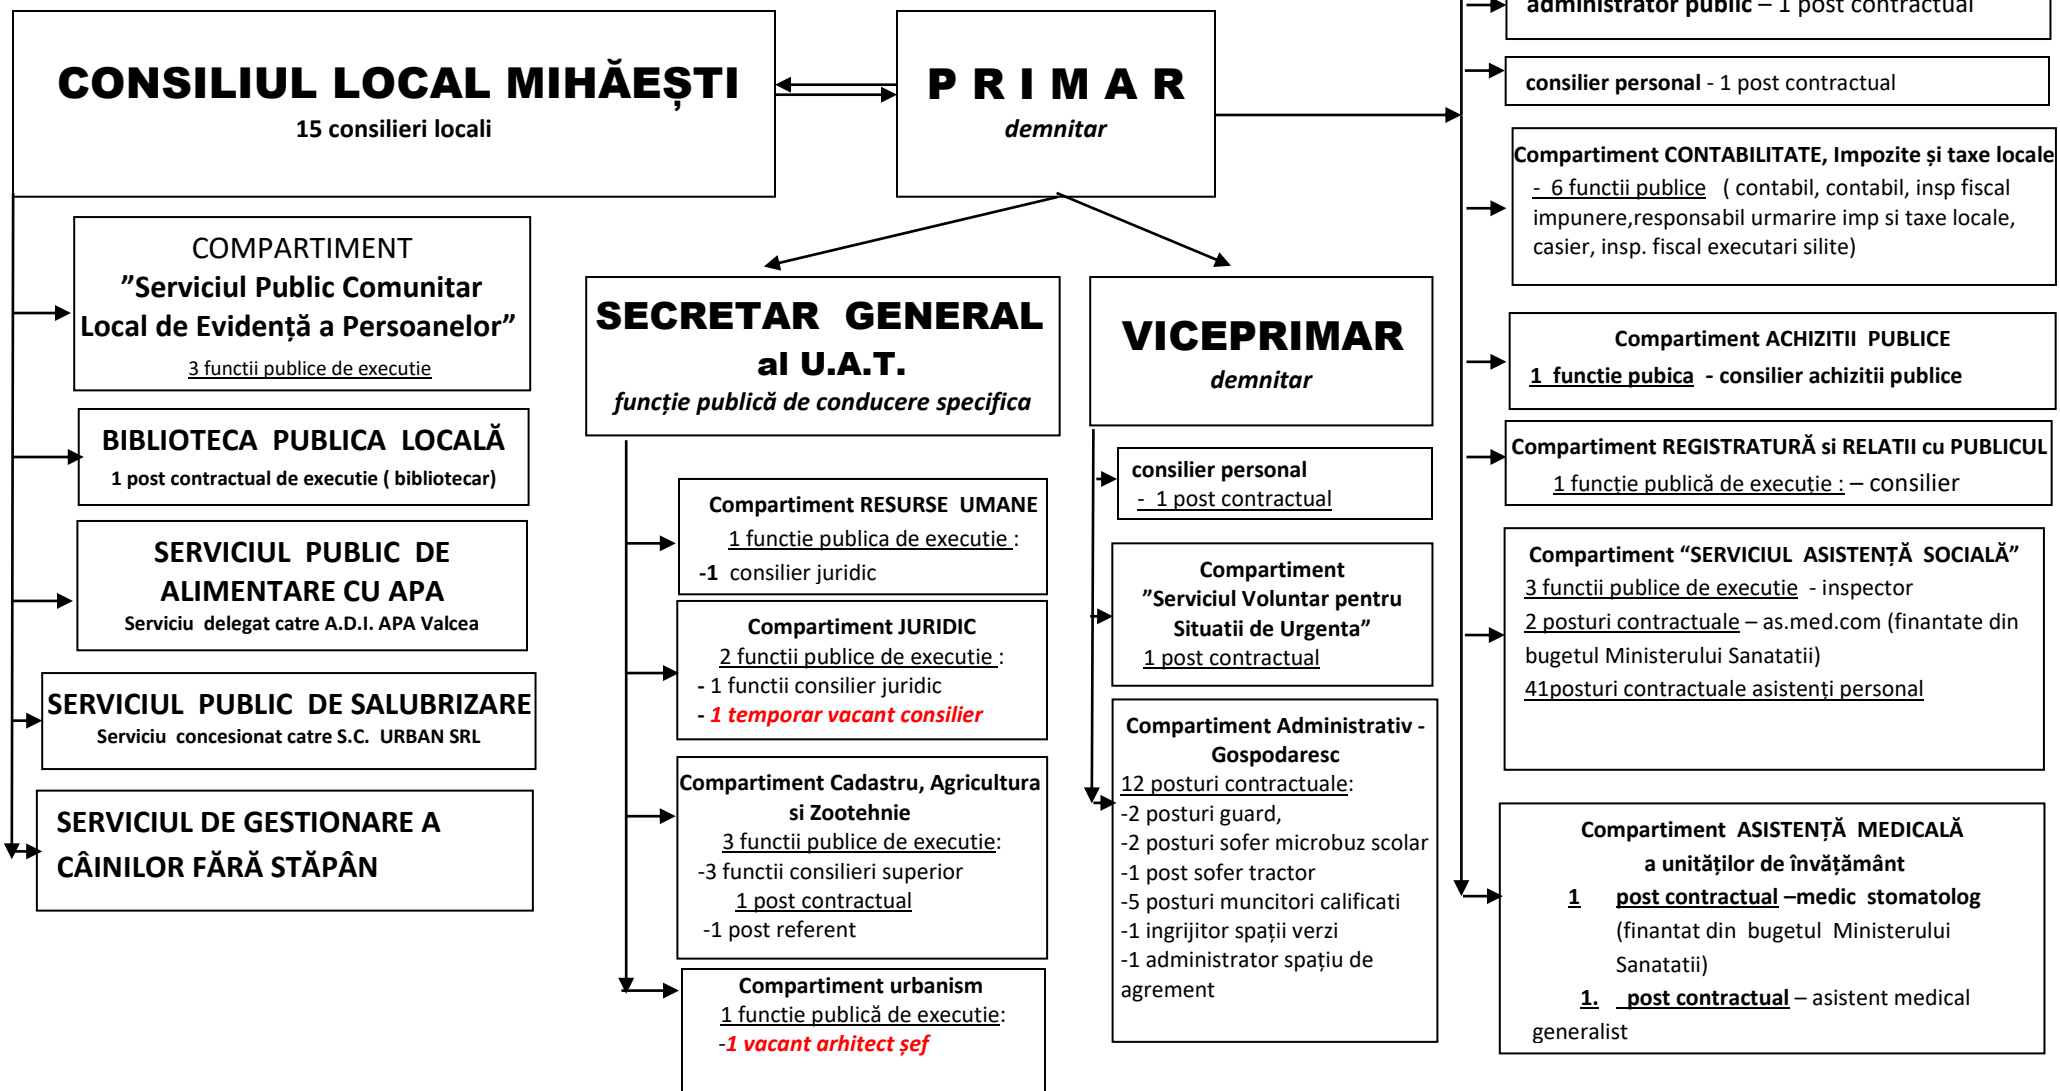 CONSILIUL LOCAL MIHĂEȘTI
15 consilieri locali
P R I M A R
demnitar
administrator public – 1 post contractual
consilier personal - 1 post contractual
Compartiment CONTABILITATE, Impozite și taxe locale
- 6 functii publice ( contabil, contabil, insp fiscal
impunere,responsabil urmarire imp si taxe locale,
casier, insp. fiscal executari silite)
COMPARTIMENT
”Serviciul Public Comunitar
Local de Evidență a Persoanelor”
3 functii publice de executie
BIBLIOTECA PUBLICA LOCALĂ
1 post contractual de executie ( bibliotecar)
SERVICIUL PUBLIC DE
ALIMENTARE CU APA
Serviciu delegat catre A.D.I. APA Valcea
SERVICIUL PUBLIC DE SALUBRIZARE
Serviciu concesionat catre S.C. URBAN SRL
SERVICIUL DE GESTIONARE A
CÂINILOR FĂRĂ STĂPÂN
SECRETAR GENERAL
al U.A.T.
funcție publică de conducere specifica
Compartiment RESURSE UMANE
1 functie publica de executie :
-1 consilier juridic
Compartiment JURIDIC
2 functii publice de executie :
- 1 functii consilier juridic
- 1 temporar vacant consilier
Compartiment Cadastru, Agricultura
si Zootehnie
3 functii publice de executie:
-3 functii consilieri superior
1 post contractual
-1 post referent
Compartiment urbanism
1 functie publică de executie:
-1 vacant arhitect șef
VICEPRIMAR
demnitar
consilier personal
- 1 post contractual
Compartiment
”Serviciul Voluntar pentru
Situatii de Urgenta”
1 post contractual
Compartiment Administrativ -
Gospodaresc
12 posturi contractuale:
-2 posturi guard,
-2 posturi sofer microbuz scolar
-1 post sofer tractor
-5 posturi muncitori calificati
-1 ingrijitor spații verzi
-1 administrator spațiu de
agrement
Compartiment ACHIZITII PUBLICE
1 functie pubica - consilier achizitii publice
Compartiment REGISTRATURĂ si RELATII cu PUBLICUL
1 funcție publică de execuție : – consilier
Compartiment “SERVICIUL ASISTENȚĂ SOCIALĂ”
3 functii publice de executie - inspector
2 posturi contractuale – as.med.com (finantate din
bugetul Ministerului Sanatatii)
41posturi contractuale asistenți personal
Compartiment ASISTENȚĂ MEDICALĂ
a unităților de învățământ
1 post contractual –medic stomatolog
(finantat din bugetul Ministerului
Sanatatii)
1. post contractual – asistent medical
generalist